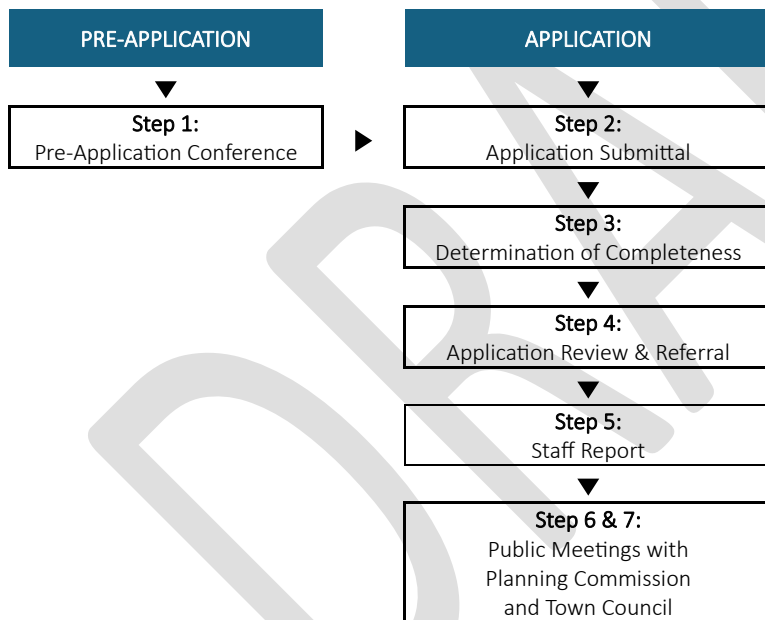 PRE-APPLICATION
APPLICATION
Step 1:
Pre-Application Conference
Step 2:
Application Submittal
Step 3:
Determination of Completeness
Step 4:
Application Review & Referral
Step 5:
Staff Report
Step 6 & 7:
Public Meetings with
Planning Commission
and Town Council
DRA